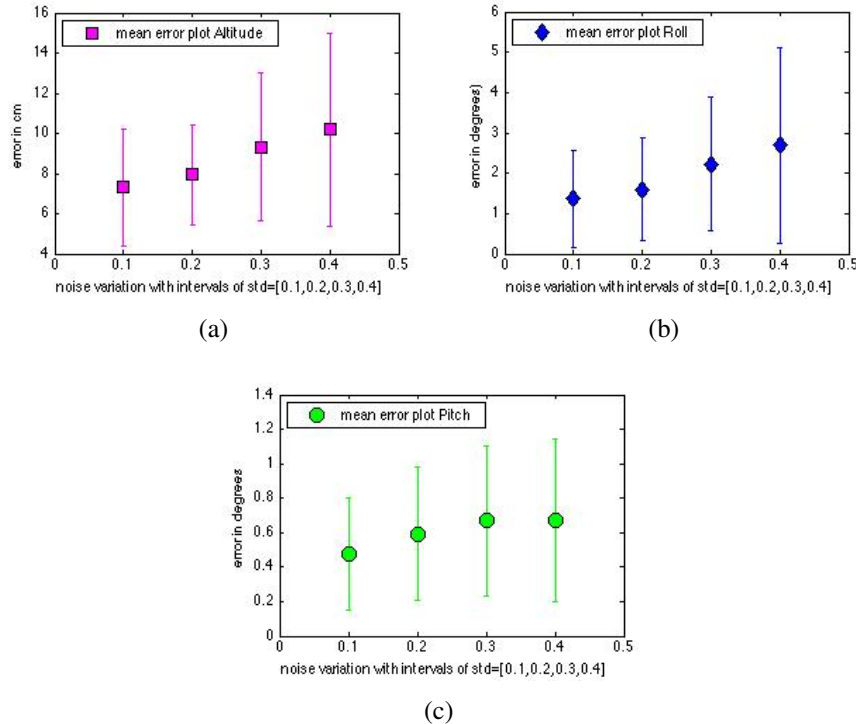 16
14
12
10
8
6
4
error in cm
mean error plot Altitude
0 0.1 0.2 0.3 0.4 0.5
noise variation with intervals of std=[0.1,0.2,0.3,0.4]
(a)
6
5
4
3
2
1
0
error in degrees)
mean error plot Roll
0 0.1 0.2 0.3 0.4 0.5
noise variation with intervals of std=[0.1,0.2,0.3,0.4]
(b)
1.4
1.2
1
0.8
0.6
0.4
0.2
0
error in degrees
mean error plot Pitch
0 0.1 0.2 0.3 0.4 0.5
noise variation with intervals of std=[0.1,0.2,0.3,0.4]
(c)